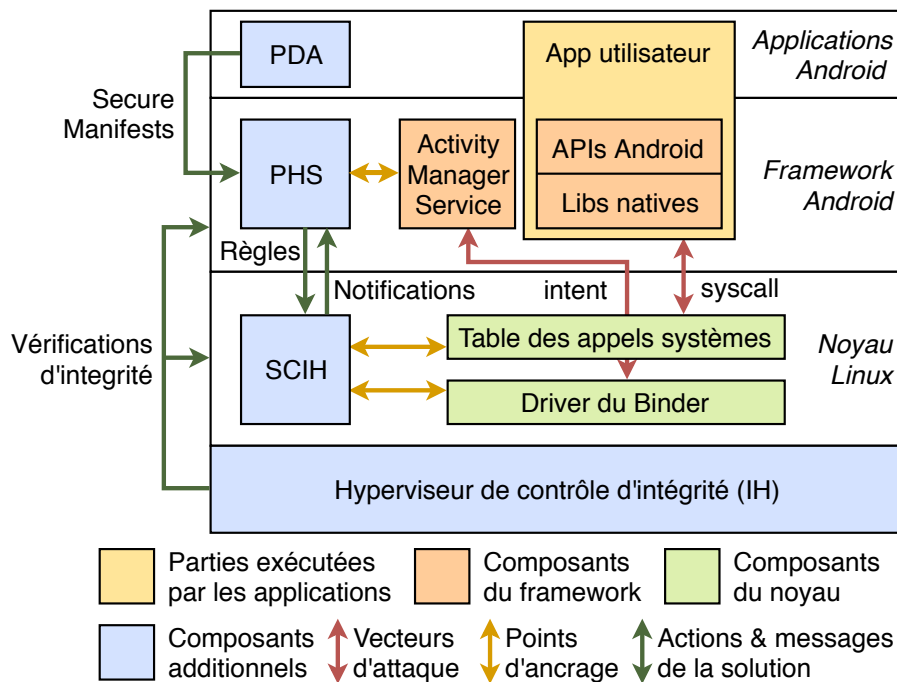 PDA
App utilisateur
Applications
Android
Secure
Manifests
PHS
Activity
Manager
Service
APIs Android
Libs natives
Framework
Android
Règles
Notifications
intent
syscall
Vérifications
d'integrité
SCIH
Table des appels systèmes
Driver du Binder
Noyau
Linux
Hyperviseur de contrôle d'intégrité (IH)
Parties exécutées
par les applications
Composants
du framework
Composants
du noyau
Composants
additionnels
Vecteurs
d'attaque
Points
d'ancrage
Actions & messages
de la solution